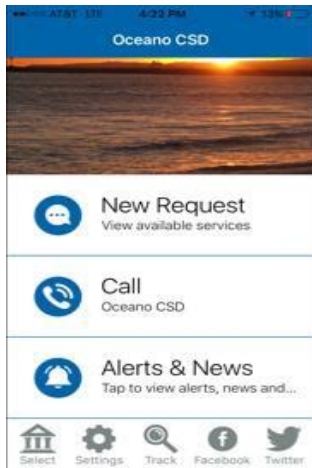 AT&T LTE 4:22 PM 13%
Oceano CSD
New Request
View available services
Call
Oceano CSD
Alerts & News
Tap to view alerts, news and...
Select Settings Track Facebook Twitter